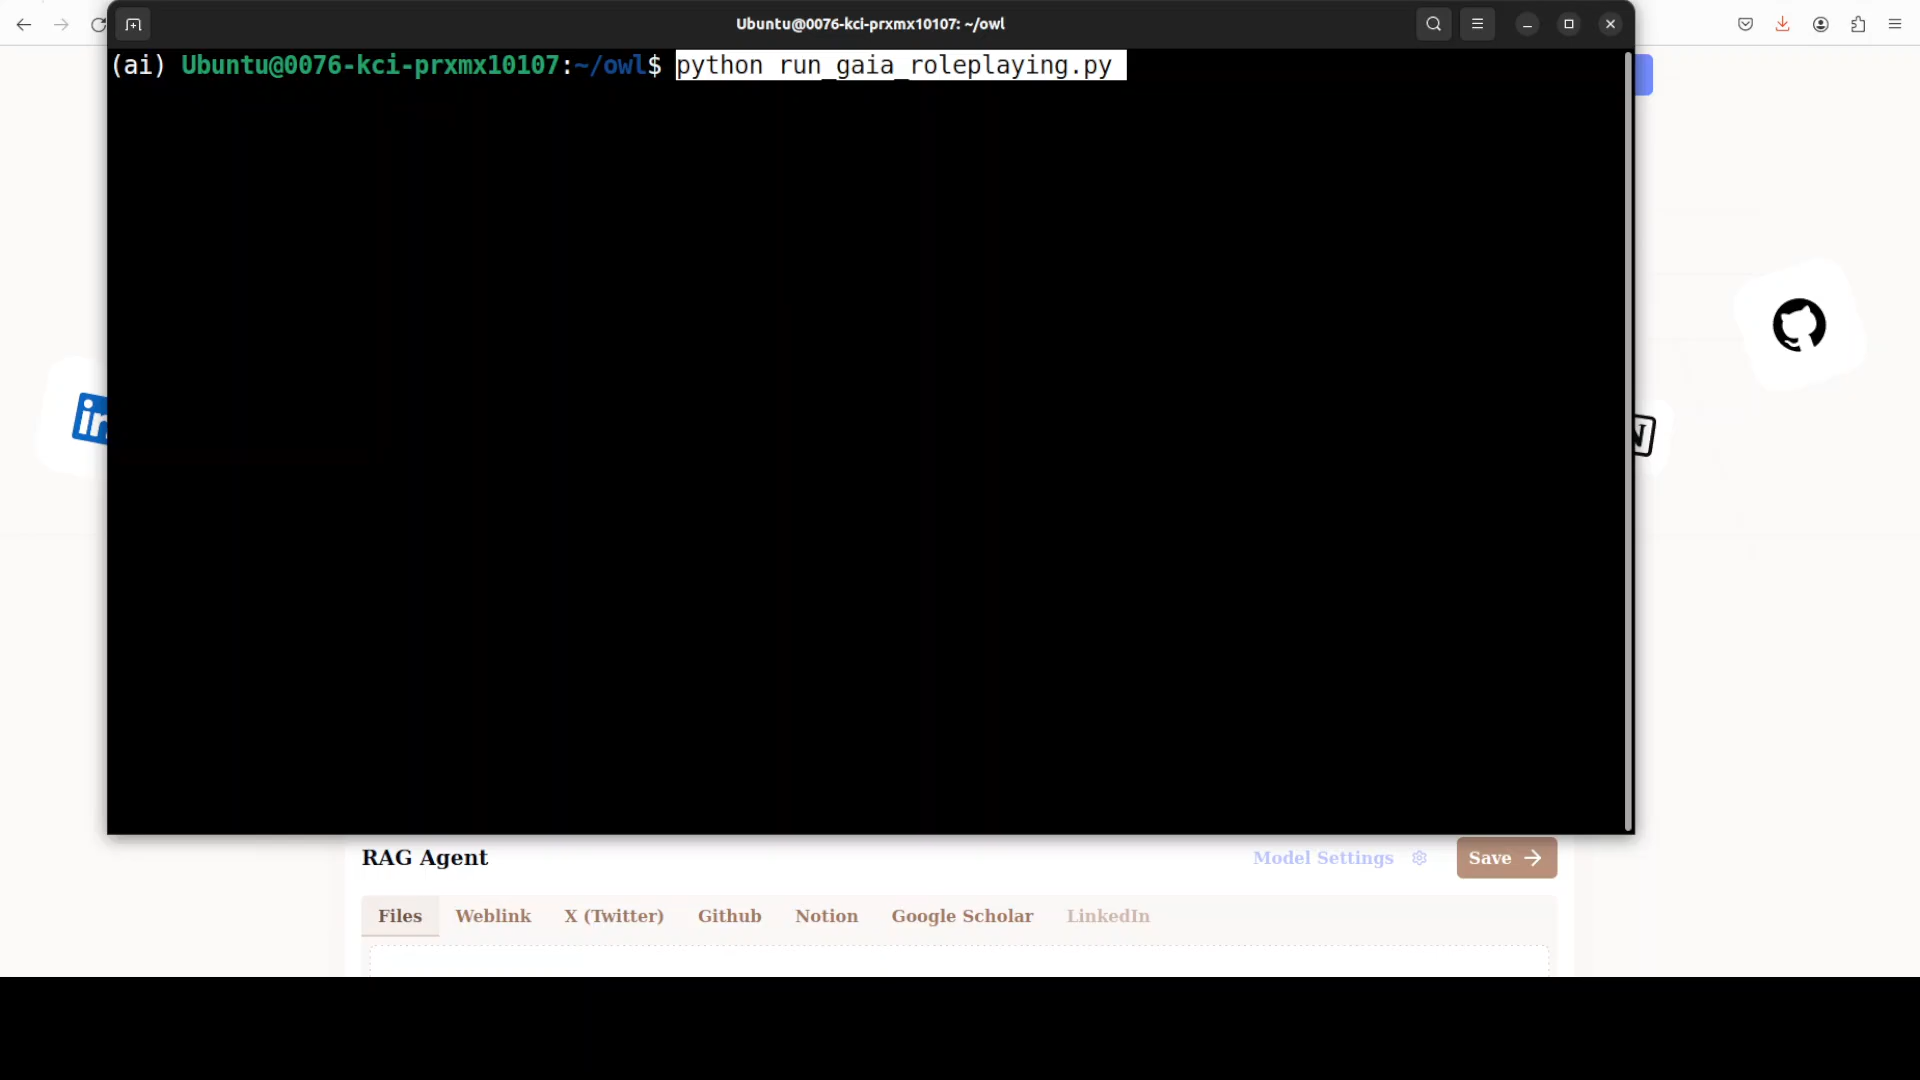 Ubuntu@0076-kci-prxmx10107: ~/owl
(ai) Ubuntu@0076-kci-prxmx10107:~/owl$ python run_gaia_roleplaying.py
in
N
RAG Agent
Model Settings
Save
Files Weblink X (Twitter) Github Notion Google Scholar LinkedIn